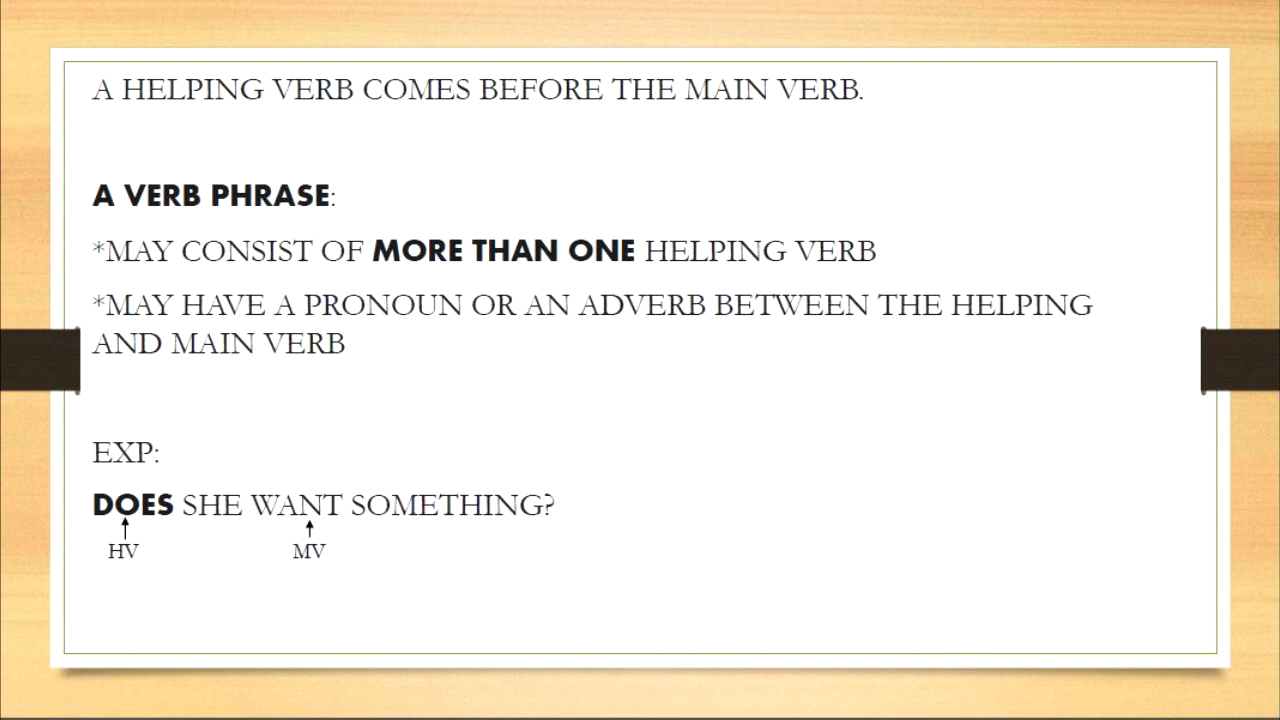 A HELPING VERB COMES BEFORE THE MAIN VERB.
A VERB PHRASE:
*MAY CONSIST OF MORE THAN ONE HELPING VERB
*MAY HAVE A PRONOUN OR AN ADVERB BETWEEN THE HELPING
AND MAIN VERB
EXP:
DOES SHE WANT SOMETHING?
HV MV